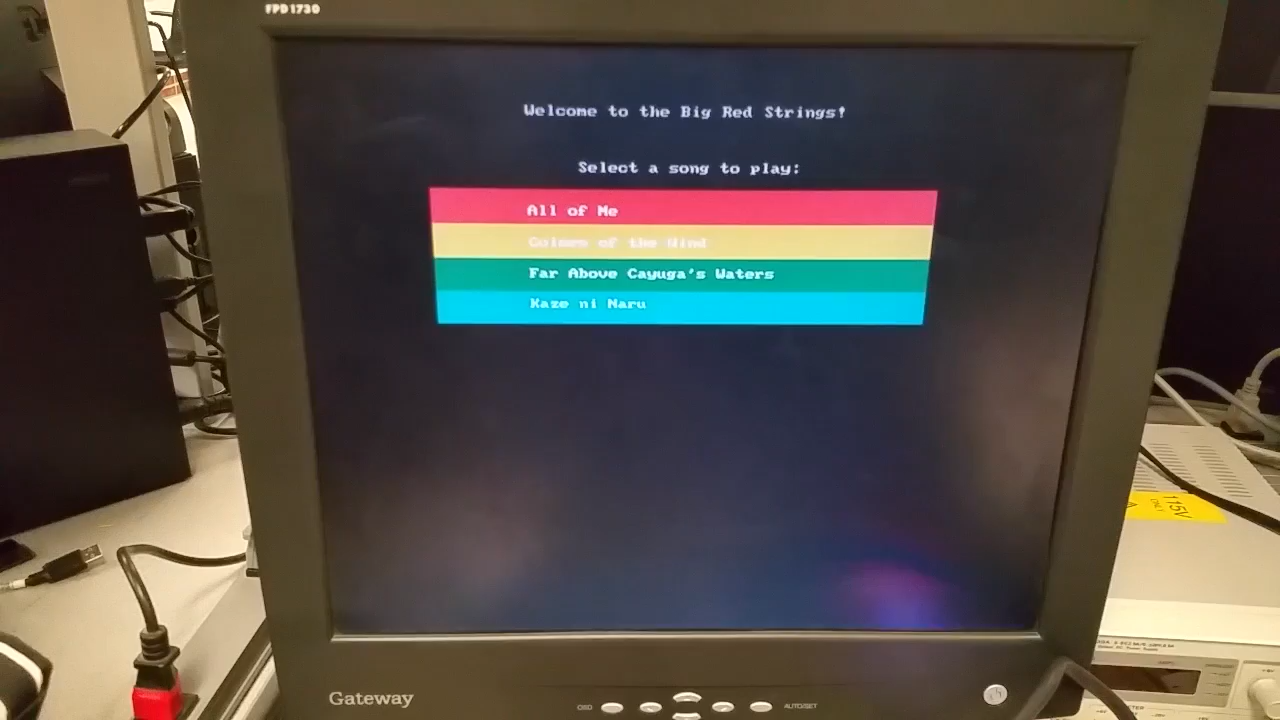 FPD1730
Welcome to the Big Red Strings!
Select a song to play:
All of Me
Colors of the Wind
Far Above Cayuga's Waters
Kaze ni Naru
115V
ONLY
Gateway
OSD
AUTO/SET